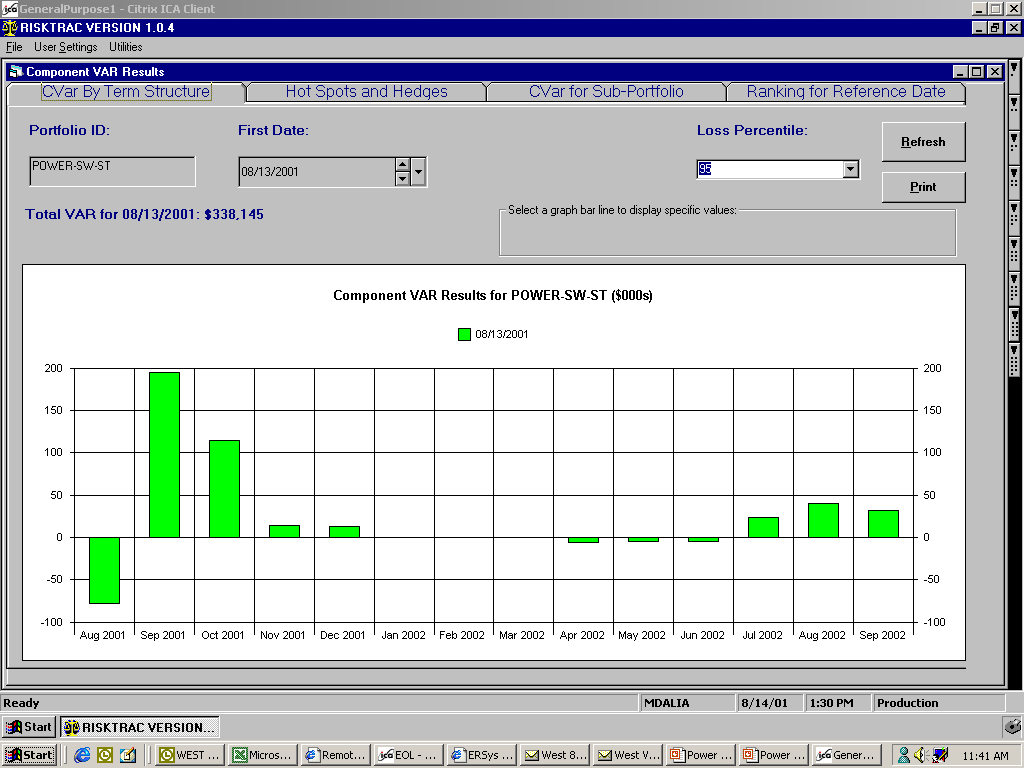 GeneralPurpose1 - Citrix ICA Client
RISKTRAC VERSION 1.0.4
File User Settings Utilities
Component VAR Results
CVar By Term Structure Hot Spots and Hedges CVar for Sub-Portfolio Ranking for Reference Date
Portfolio ID: First Date: Loss Percentile: Refresh
POWER-SW-ST 08/13/2001 95
Print
Total VAR for 08/13/2001: $338,145 Select a graph bar line to display specific values:
Component VAR Results for POWER-SW-ST ($000s)
08/13/2001
200 200
150 150
100 100
50 50
0 0
-50 -50
-100 -100
Aug 2001 Sep 2001 Oct 2001 Nov 2001 Dec 2001 Jan 2002 Feb 2002 Mar 2002 Apr 2002 May 2002 Jun 2002 Jul 2002 Aug 2002 Sep 2002
Ready MDALIA 8/14/01 1:30 PM Production
Start RISKTRAC VERSION...
Start WEST ... Micros... Remot... EOL - ... ERSys ... West 8... West V... Power ... Power ... Gener... 11:41 AM